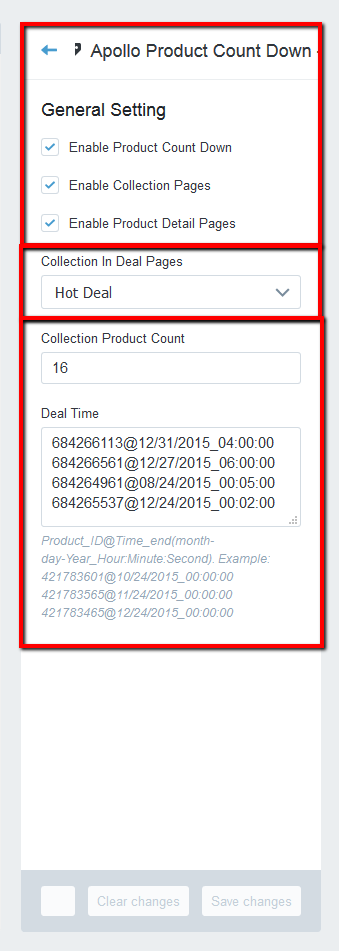 Apollo Product Count Down
General Setting
Enable Product Count Down
Enable Collection Pages
Enable Product Detail Pages
Collection In Deal Pages
Hot Deal
Collection Product Count
16
Deal Time
684266113@12/31/2015_04:00:00
684266561@12/27/2015_06:00:00
684264961@08/24/2015_00:05:00
684265537@12/24/2015_00:02:00
Product_ID@Time_end(month-
day-Year_Hour:Minute:Second). Example:
421783601@10/24/2015_00:00:00
421783565@11/24/2015_00:00:00
421783465@12/24/2015_00:00:00
Clear changes
Save changes